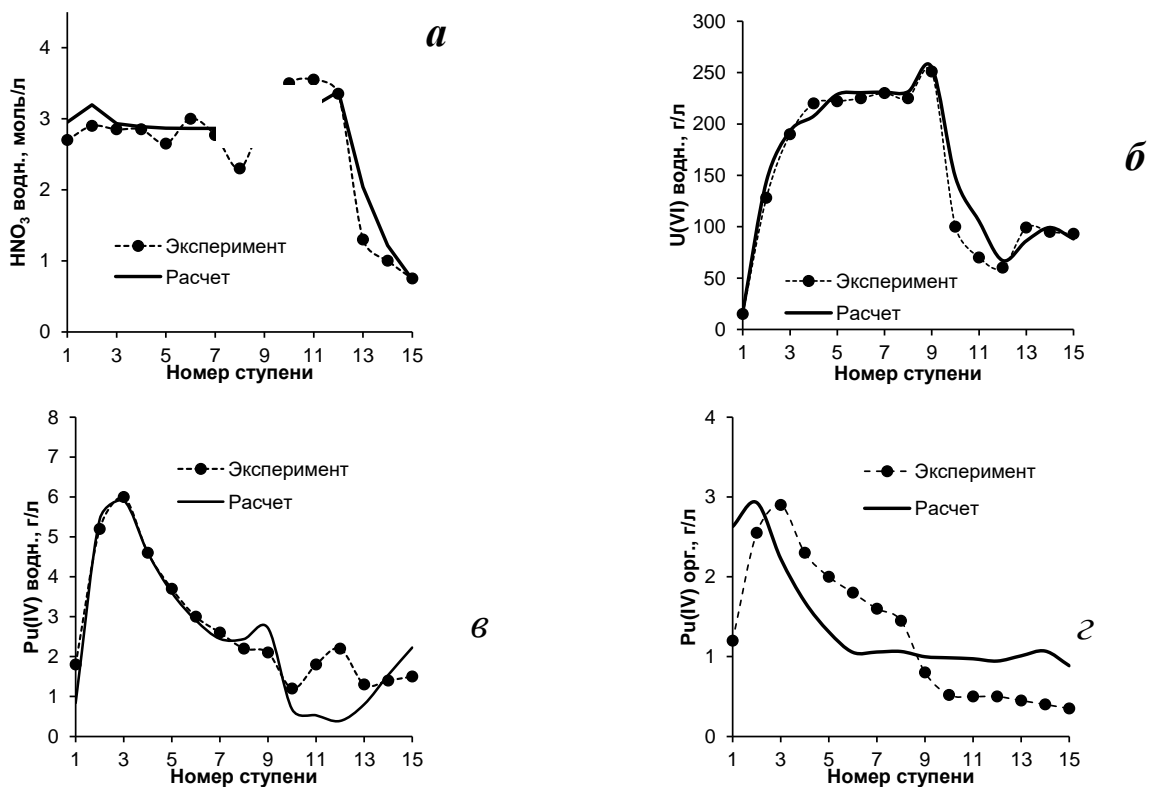 а
HNO3 водн., моль/л
4
3
2
1
0
Эксперимент
Расчет
1 3 5 7 9 11 13 15
Номер ступени
б
U(VI) водн., г/л
300
250
200
150
100
50
0
Эксперимент
Расчет
1 3 5 7 9 11 13 15
Номер ступени
в
Pu(IV) водн., г/л
8
7
6
5
4
3
2
1
0
Эксперимент
Расчет
1 3 5 7 9 11 13 15
Номер ступени
г
Pu(IV) орг., г/л
4
3
2
1
0
Эксперимент
Расчет
1 3 5 7 9 11 13 15
Номер ступени